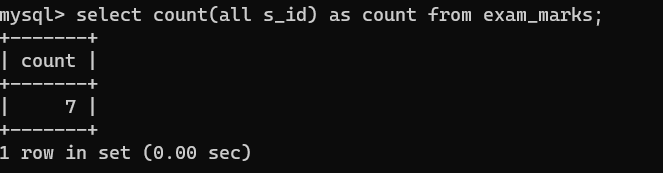 mysql> select count(all s_id) as count from exam_marks;
+-------+
| count |
+-------+
|     7 |
+-------+
1 row in set (0.00 sec)